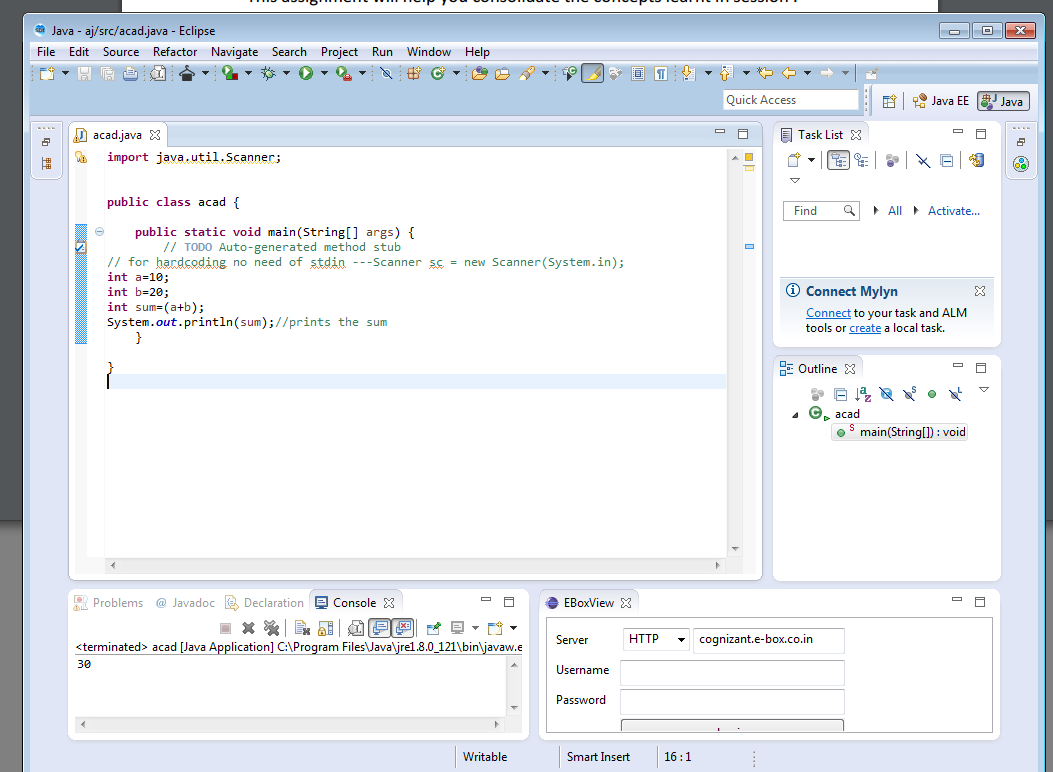 This assignment will help you consolidate the concepts learnt in session
Java - aj/src/acad.java - Eclipse
File Edit Source Refactor Navigate Search Project Run Window Help
Quick Access
Java EE
Java
acad.java
import java.util.Scanner;
public class acad {
public static void main(String[] args) {
// TODO Auto-generated method stub
// for hardcoding no need of stdin ---Scanner sc = new Scanner(System.in);
int a=10;
int b=20;
int sum=(a+b);
System.out.println(sum);//prints the sum
}
}
Task List
Find
All
Activate...
Connect Mylyn
Connect to your task and ALM
tools or create a local task.
Outline
acad
main(String[]) : void
Problems @ Javadoc Declaration Console
<terminated> acad [Java Application] C:\Program Files\Java\jre1.8.0_121\bin\javaw.e
30
EBoxView
Server HTTP cognizant.e-box.co.in
Username
Password
Writable Smart Insert 16 : 1